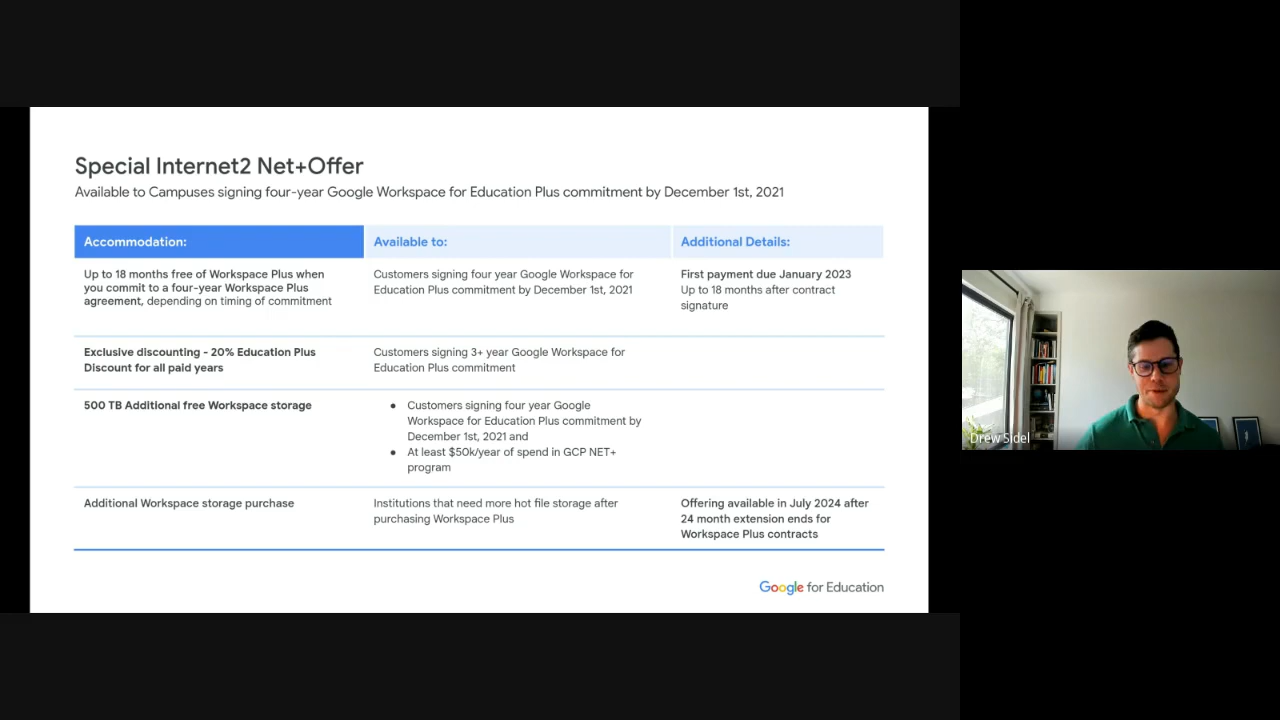 Special Internet2 Net+Offer
Available to Campuses signing four-year Google Workspace for Education Plus commitment by December 1st, 2021
Accommodation:
Available to:
Additional Details:
Up to 18 months free of Workspace Plus when
you commit to a four-year Workspace Plus
agreement, depending on timing of commitment
Customers signing four year Google Workspace for
Education Plus commitment by December 1st, 2021
First payment due January 2023
Up to 18 months after contract
signature
Exclusive discounting - 20% Education Plus
Discount for all paid years
Customers signing 3+ year Google Workspace for
Education Plus commitment
500 TB Additional free Workspace storage
● Customers signing four year Google
Workspace for Education Plus commitment by
December 1st, 2021 and
● At least $50k/year of spend in GCP NET+
program
Additional Workspace storage purchase
Institutions that need more hot file storage after
purchasing Workspace Plus
Offering available in July 2024 after
24 month extension ends for
Workspace Plus contracts
Google for Education
Drew Sidel